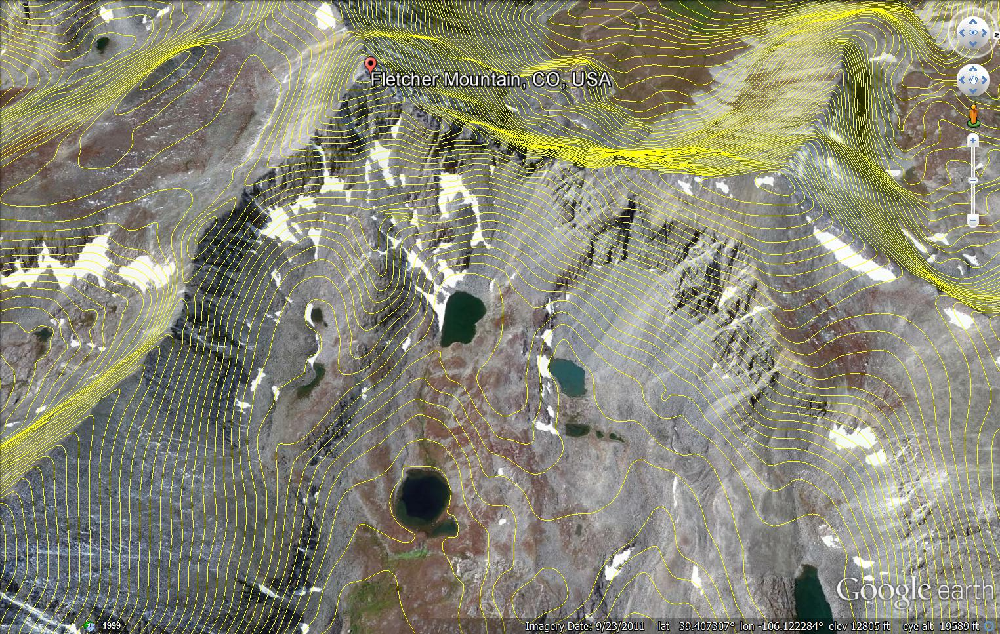 N
Fletcher Mountain, CO, USA
Google earth
1999
Imagery Date: 9/23/2011 lat 39.407307° lon -106.122284° elev 12805 ft eye alt 19589 ft